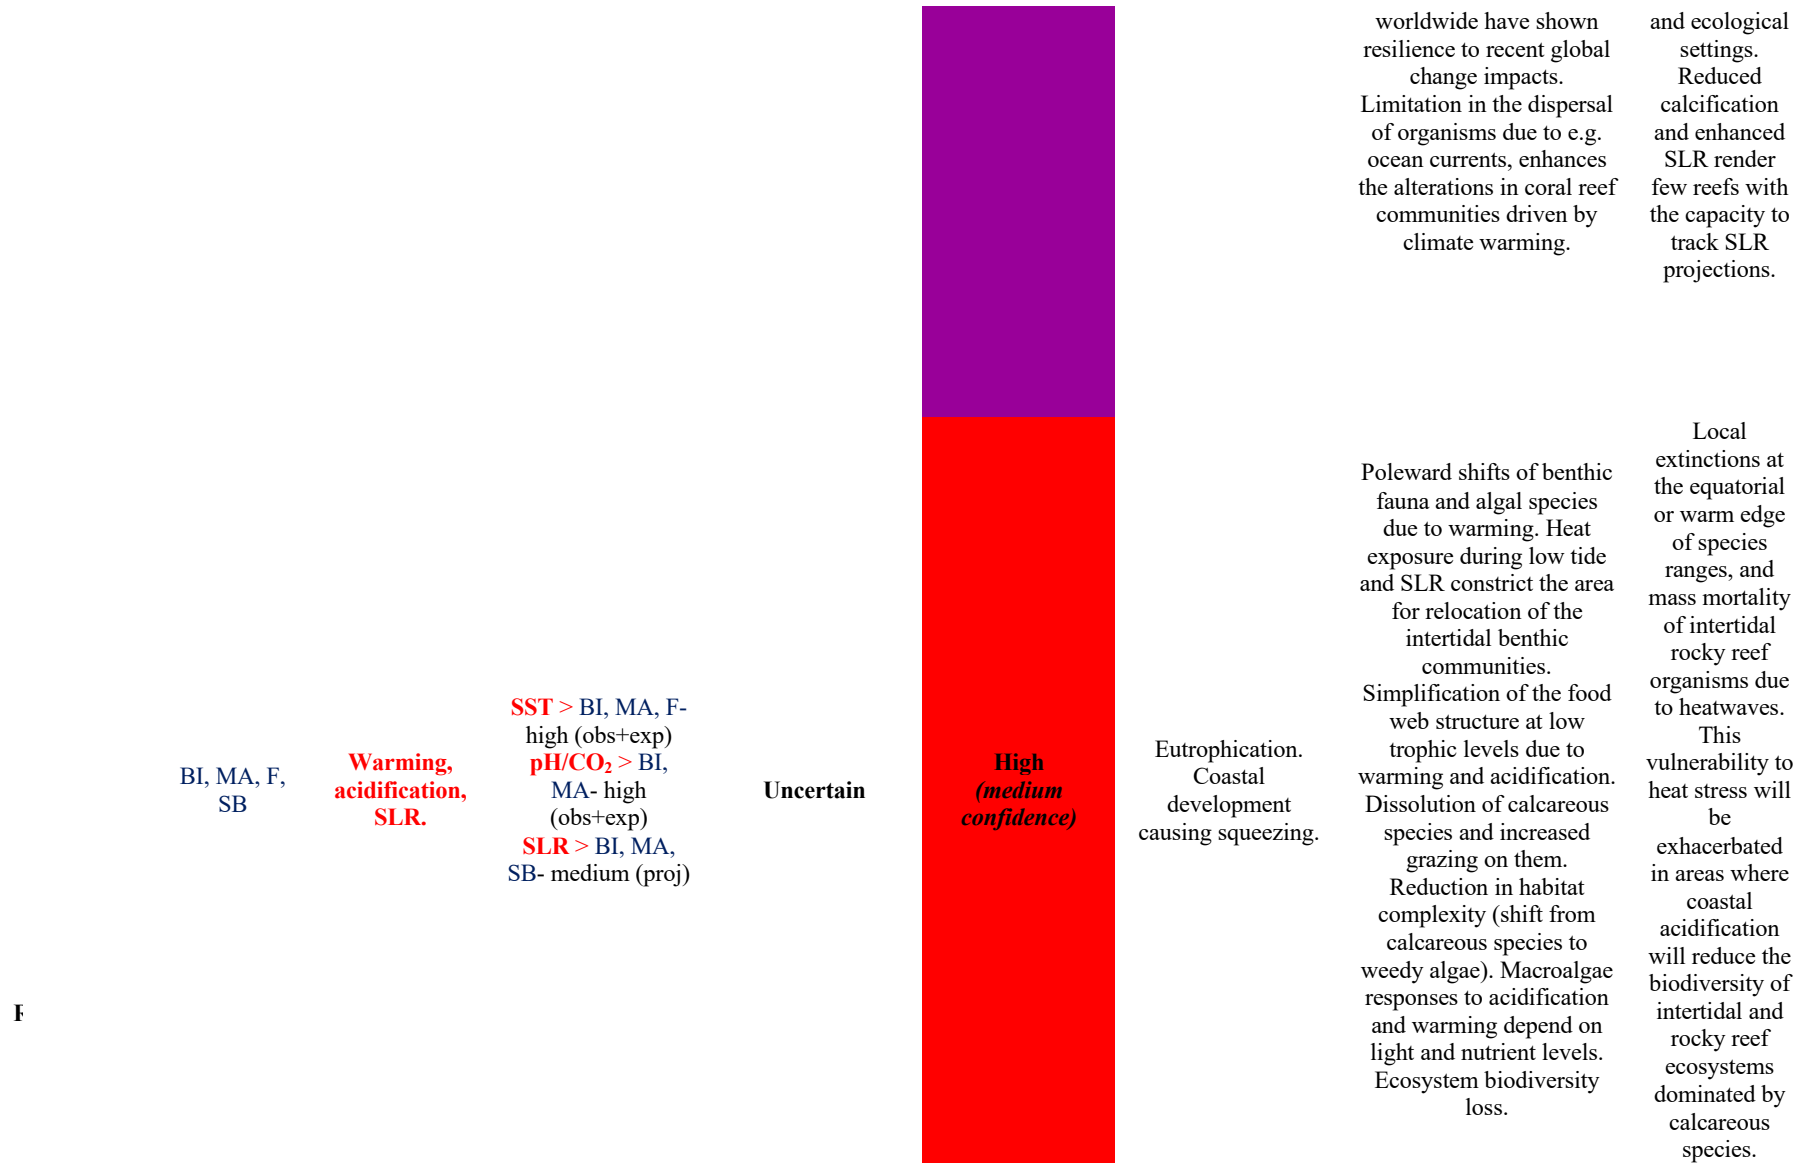 worldwide have shown
resilience to recent global
change impacts.
Limitation in the dispersal
of organisms due to e.g.
ocean currents, enhances
the alterations in coral reef
communities driven by
climate warming.
and ecological
settings.
Reduced
calcification
and enhanced
SLR render
few reefs with
the capacity to
track SLR
projections.
BI, MA, F,
SB
Warming,
acidification,
SLR.
SST > BI, MA, F-
high (obs+exp)
pH/CO₂ > BI,
MA- high
(obs+exp)
SLR > BI, MA,
SB- medium (proj)
Uncertain
High
(medium
confidence)
Eutrophication.
Coastal
development
causing squeezing.
Poleward shifts of benthic
fauna and algal species
due to warming. Heat
exposure during low tide
and SLR constrict the area
for relocation of the
intertidal benthic
communities.
Simplification of the food
web structure at low
trophic levels due to
warming and acidification.
Dissolution of calcareous
species and increased
grazing on them.
Reduction in habitat
complexity (shift from
calcareous species to
weedy algae). Macroalgae
responses to acidification
and warming depend on
light and nutrient levels.
Ecosystem biodiversity
loss.
Local
extinctions at
the equatorial
or warm edge
of species
ranges, and
mass mortality
of intertidal
rocky reef
organisms due
to heatwaves.
This
vulnerability to
heat stress will
be
exhacerbated
in areas where
coastal
acidification
will reduce the
biodiversity of
intertidal and
rocky reef
ecosystems
dominated by
calcareous
species.